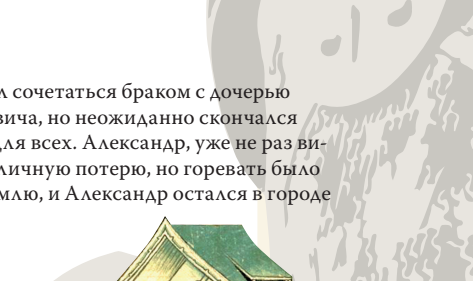 л сочетаться браком с дочерью
вича, но неожиданно скончался
для всех. Александр, уже не раз ви-
личную потерю, но горевать было
млю, и Александр остался в городе